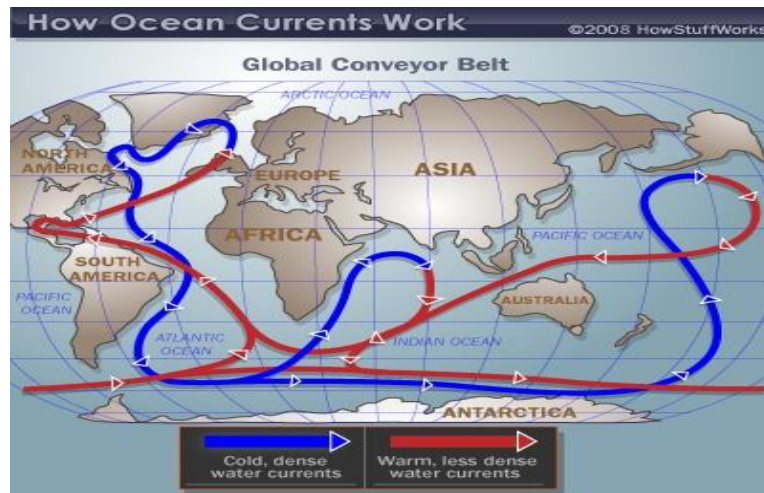 How Ocean Currents Work
©2008 HowStuffWorks
Global Conveyor Belt
ARCTIC OCEAN
NORTH
AMERICA
EUROPE
ASIA
AFRICA
PACIFIC OCEAN
SOUTH
AMERICA
PACIFIC
OCEAN
AUSTRALIA
ATLANTIC
OCEAN
INDIAN OCEAN
ANTARCTICA
Cold, dense
water currents
Warm, less dense
water currents